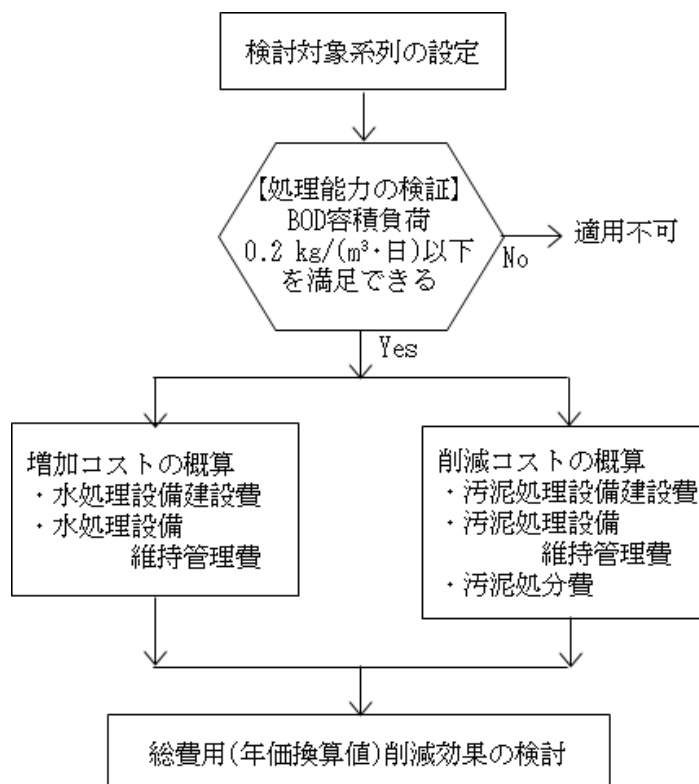 検討対象系列の設定
【処理能力の検証】
BOD容積負荷
0.2 kg/(m³・日)以下
を満足できる
No
適用不可
Yes
増加コストの概算
・水処理設備建設費
・水処理設備
維持管理費
削減コストの概算
・汚泥処理設備建設費
・汚泥処理設備
維持管理費
・汚泥処分費
総費用(年価換算値)削減効果の検討